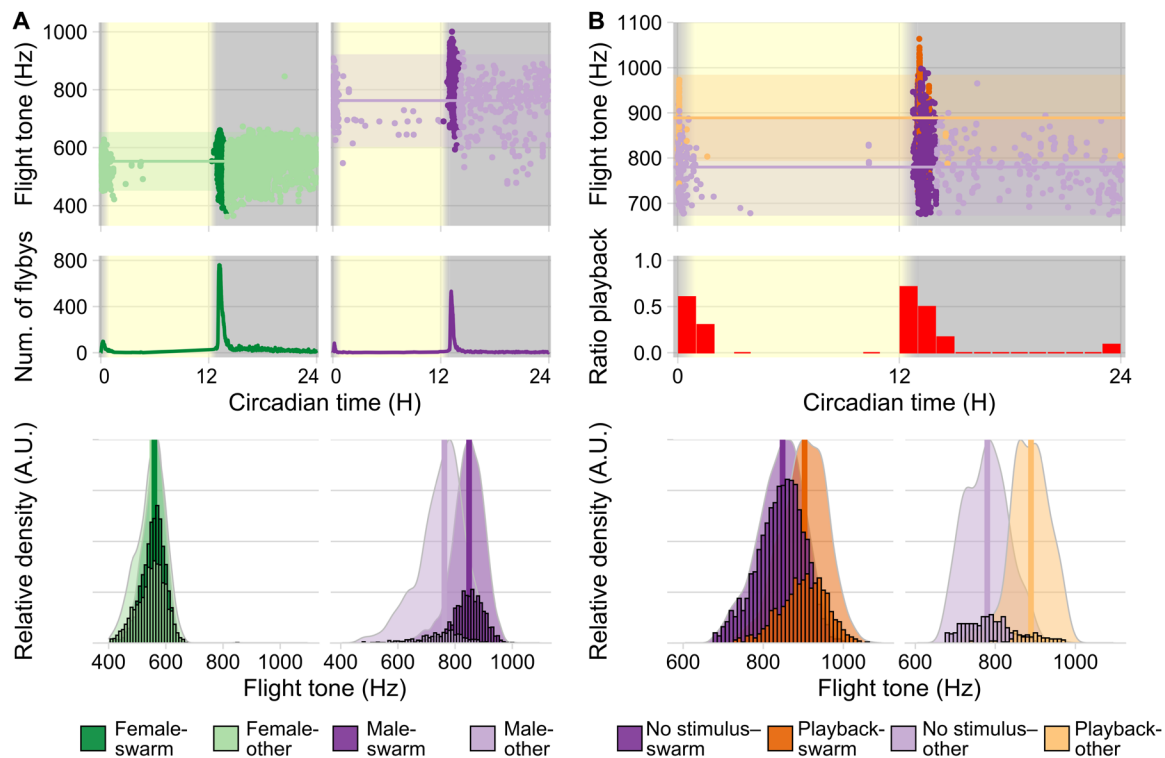 A
Flight tone (Hz)
1000
800
600
400
Num. of flybys
800
400
0
0
12
24
0
12
24
Circadian time (H)
Relative density (A.U.)
400
600
800
1000
400
600
800
1000
Flight tone (Hz)
Female-
swarm
Female-
other
Male-
swarm
Male-
other
B
Flight tone (Hz)
1100
1000
900
800
700
Ratio playback
1.0
0.5
0.0
0
12
24
Circadian time (H)
Relative density (A.U.)
600
800
1000
600
800
1000
Flight tone (Hz)
No stimulus–
swarm
Playback-
swarm
No stimulus–
other
Playback-
other